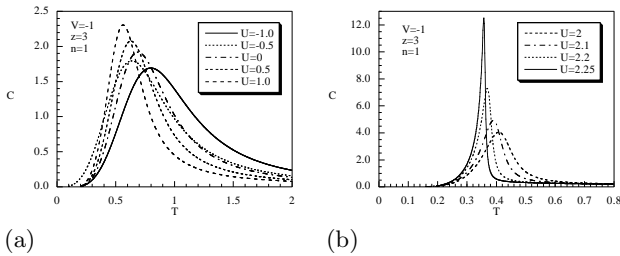 V=-1
z=3
n=1
U=-1.0
U=-0.5
U=0
U=0.5
U=1.0
C
2.5
2.0
1.5
1.0
0.5
0.0
0 0.5 1 1.5 2
T
(a)
V=-1
z=3
n=1
U=2
U=2.1
U=2.2
U=2.25
C
12.0
10.0
8.0
6.0
4.0
2.0
0.0
0.1 0.2 0.3 0.4 0.5 0.6 0.7 0.8
T
(b)